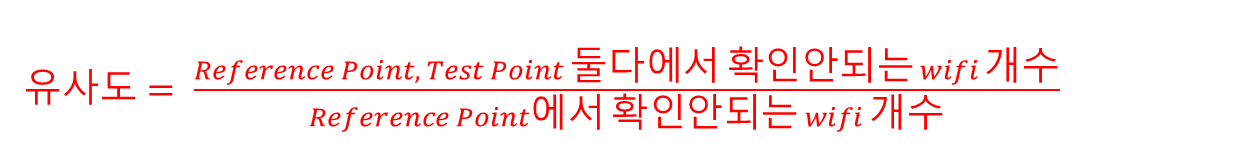 유사도 = Reference Point, Test Point 둘다에서 확인안되는 wifi 개수
Reference Point에서 확인안되는 wifi 개수